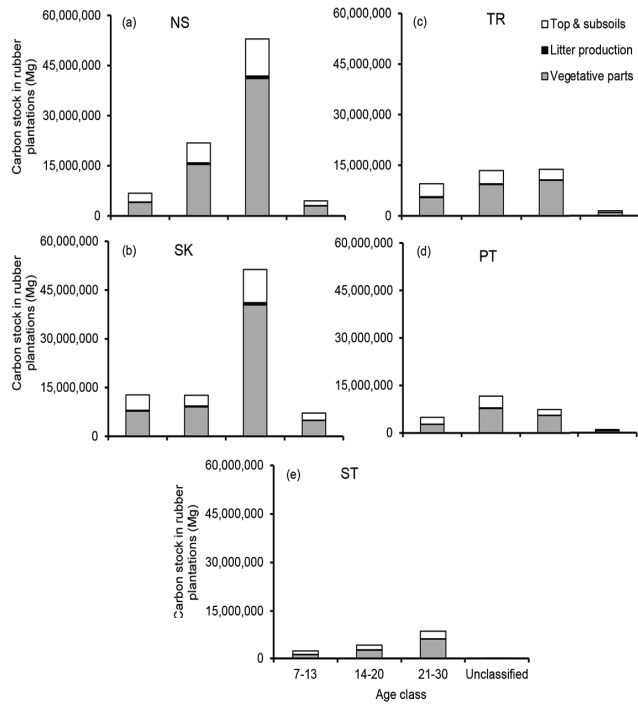 (a) NS
60,000,000
45,000,000
30,000,000
15,000,000
0
Carbon stock in rubber
plantations (Mg)
(c) TR
Top & subsoils
Litter production
Vegetative parts
60,000,000
45,000,000
30,000,000
15,000,000
0
(b) SK
60,000,000
45,000,000
30,000,000
15,000,000
0
Carbon stock in rubber
plantations (Mg)
(d) PT
60,000,000
45,000,000
30,000,000
15,000,000
0
(e) ST
60,000,000
45,000,000
30,000,000
15,000,000
0
Carbon stock in rubber
plantations (Mg)
7-13 14-20 21-30 Unclassified
Age class